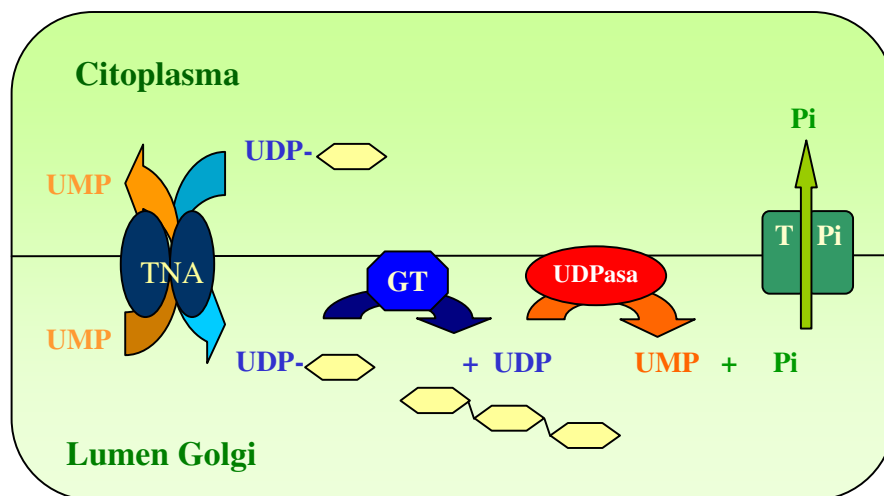 Citoplasma
Pi
UDP-
UMP
T Pi
TNA
GT
UDPasa
UMP
UDP-
+ UDP
UMP + Pi
Lumen Golgi